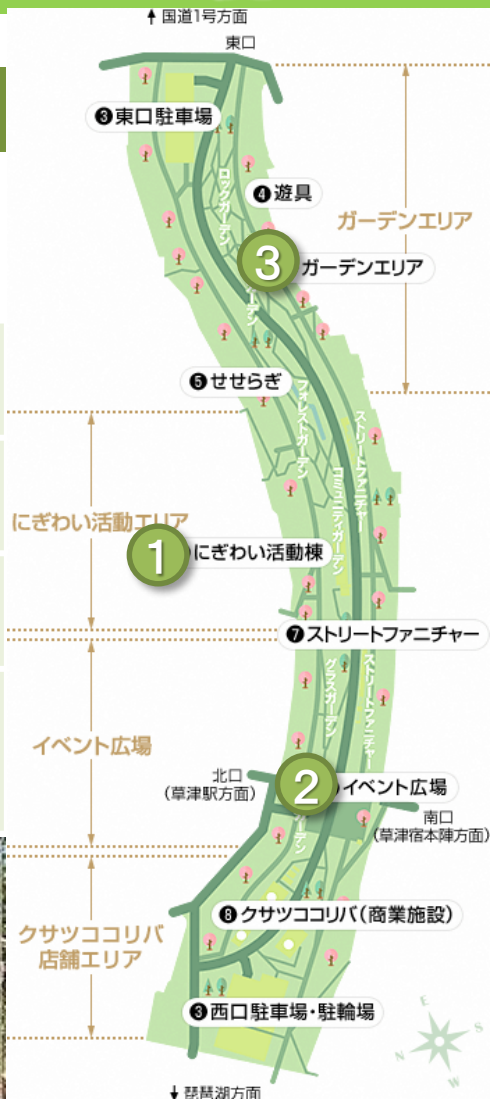 ↑国道1号方面
東口
❸東口駐車場
ロックガーデン
❹遊具
ガーデンエリア
3
ガーデンエリア
ーデン
❺せせらぎ
フォレストガーデン
ストリートファニチャー
コミュニティガーデン
にぎわい活動エリア
1
にぎわい活動棟
❼ストリートファニチャー
グラスガーデン
ストリートファニチャー
イベント広場
北口
(草津駅方面)
2
イベント広場
南口
(草津宿本陣方面)
ーデン
❽クサツココリバ(商業施設)
クサツココリバ
店舗エリア
❸西口駐車場・駐輪場
E
S
N
W
↓琵琶湖方面